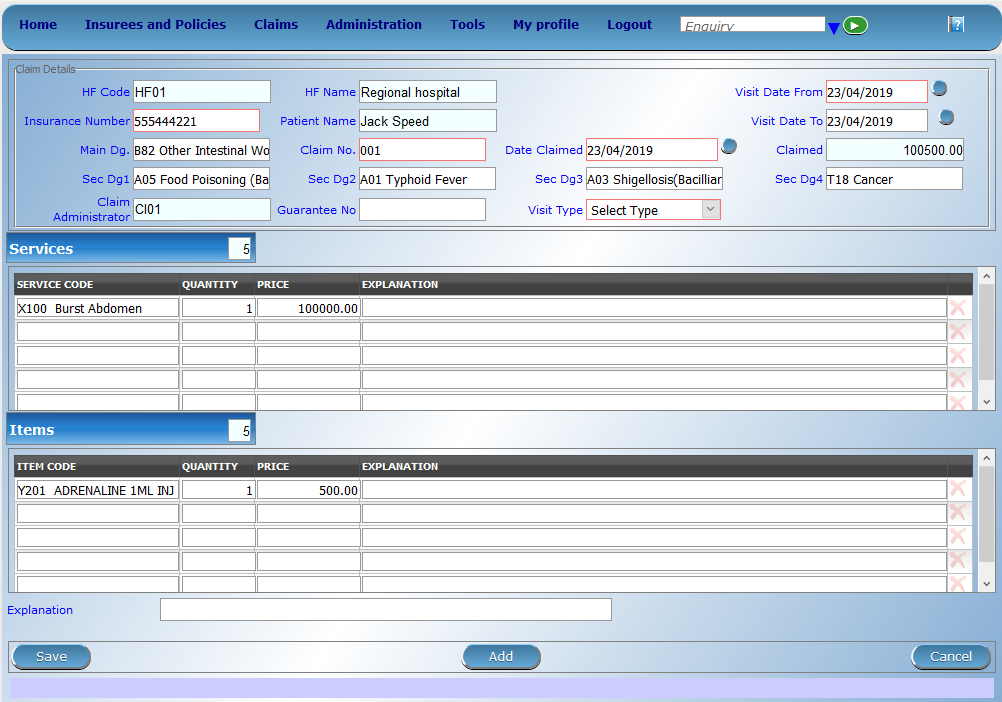 Home Insurees and Policies Claims Administration Tools My profile Logout Enquiry ?
Claim Details
HF Code HF01 HF Name Regional hospital Visit Date From 23/04/2019
Insurance Number 555444221 Patient Name Jack Speed Visit Date To 23/04/2019
Main Dg. B82 Other Intestinal Wo Claim No. 001 Date Claimed 23/04/2019 Claimed 100500.00
Sec Dg1 A05 Food Poisoning (Ba Sec Dg2 A01 Typhoid Fever Sec Dg3 A03 Shigellosis(Bacilliar Sec Dg4 T18 Cancer
Claim
Administrator CI01 Guarantee No Visit Type Select Type
Services 5
SERVICE CODE QUANTITY PRICE EXPLANATION
X100 Burst Abdomen 1 100000.00
Items 5
ITEM CODE QUANTITY PRICE EXPLANATION
Y201 ADRENALINE 1ML INJ 1 500.00
Explanation
Save Add Cancel